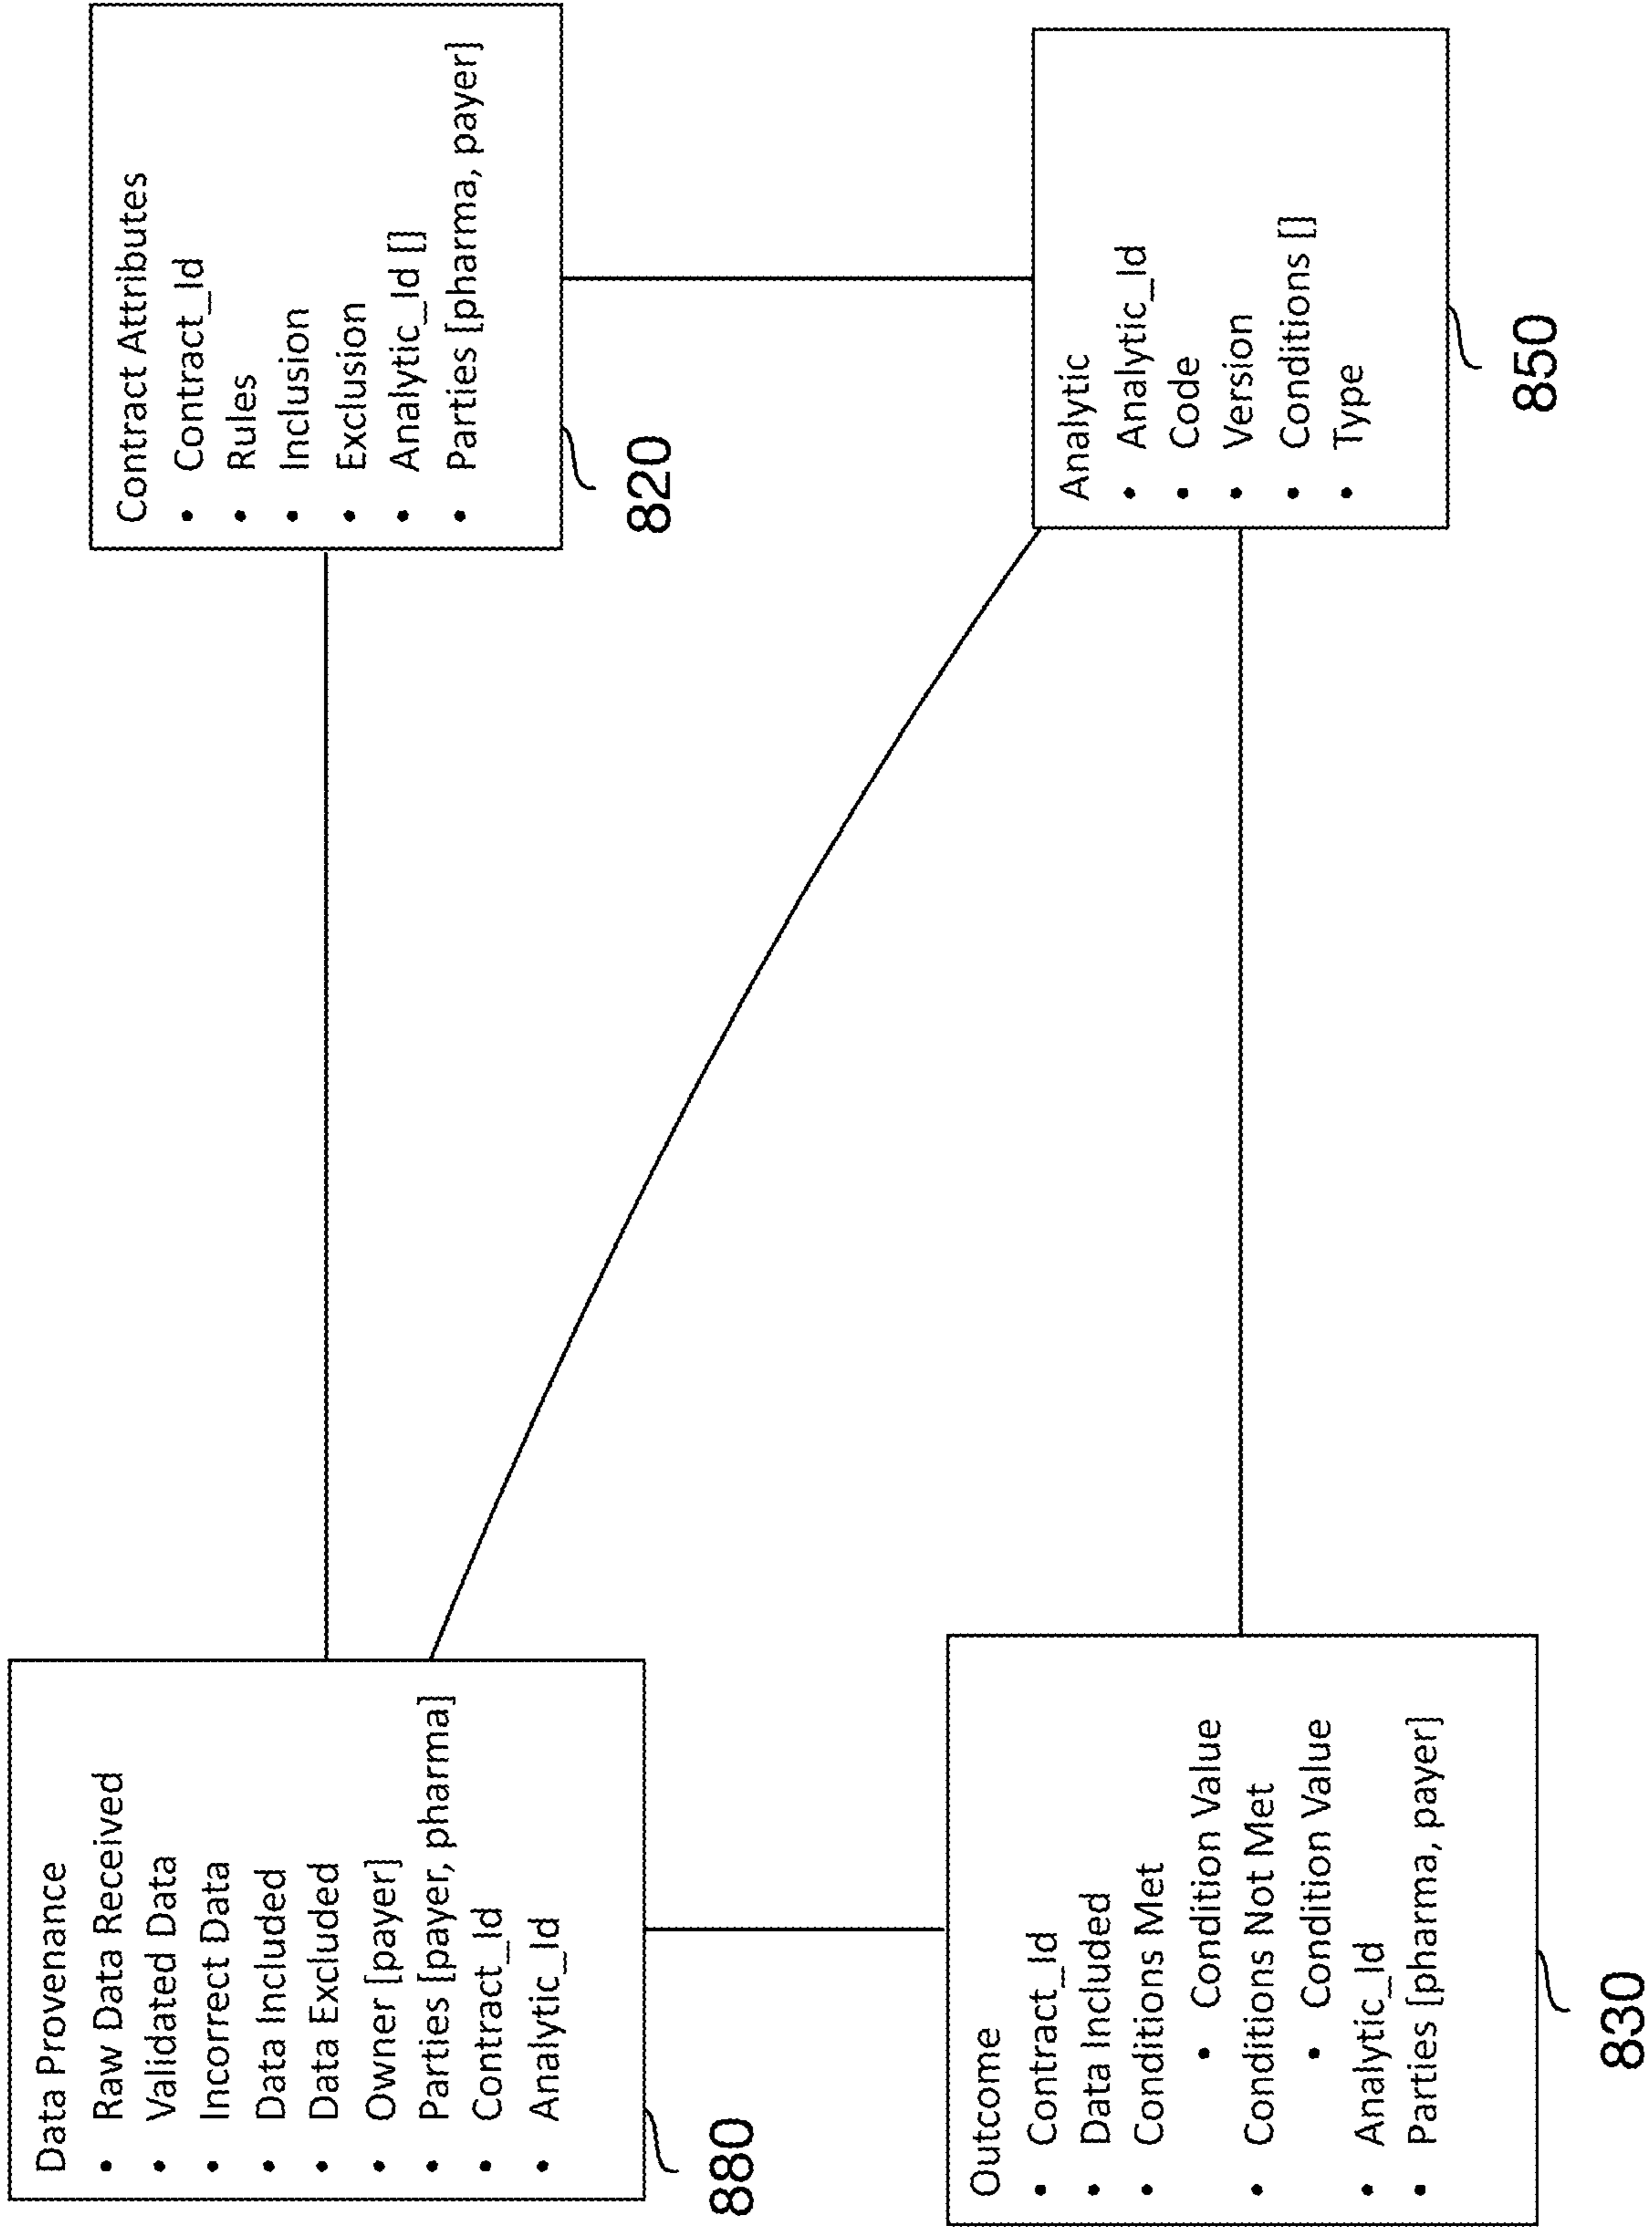 Data Provenance
• Raw Data Received
• Validated Data
• Incorrect Data
• Data Included
• Data Excluded
• Owner [payer]
• Parties [payer, pharma]
• Contract_Id
• Analytic_Id
880
Contract Attributes
• Contract_Id
• Rules
• Inclusion
• Exclusion
• Analytic_Id []
• Parties [pharma, payer]
820
Outcome
• Contract_Id
• Data Included
• Conditions Met
• Condition Value
• Conditions Not Met
• Condition Value
• Analytic_Id
• Parties [pharma, payer]
830
Analytic
• Analytic_Id
• Code
• Version
• Conditions []
• Type
850